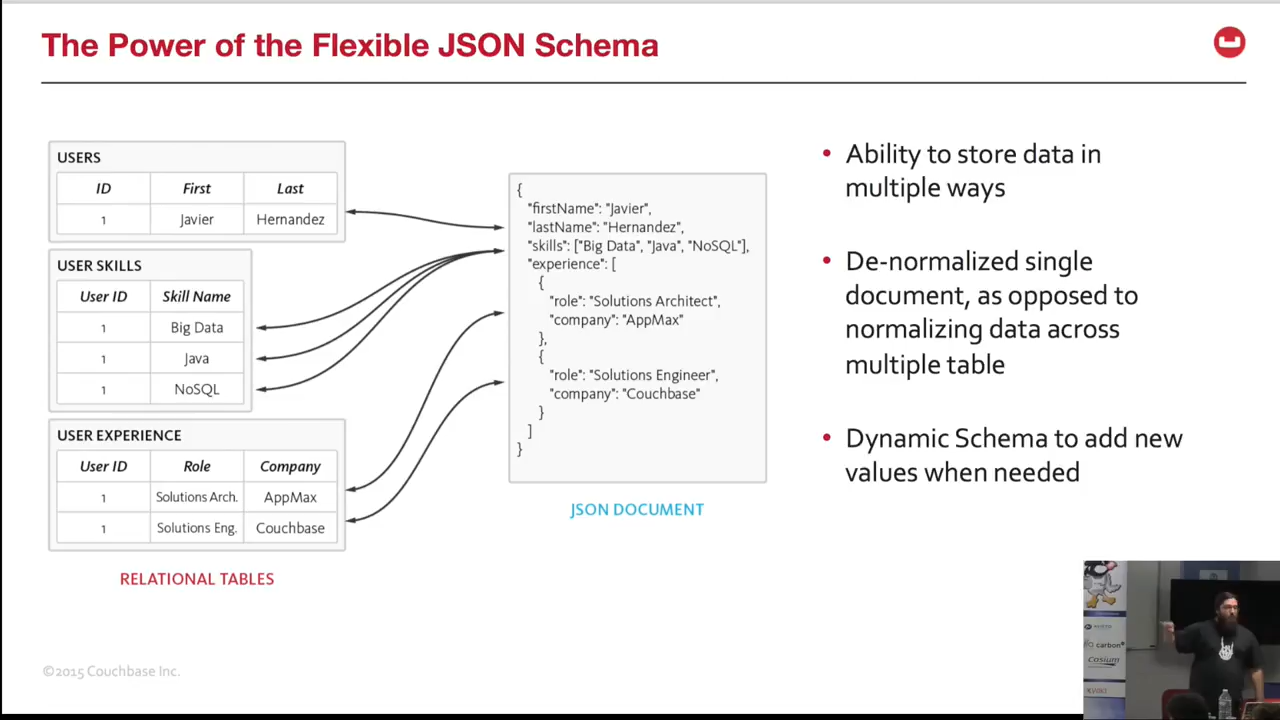 The Power of the Flexible JSON Schema
USERS
ID First Last
1 Javier Hernandez
USER SKILLS
User ID Skill Name
1 Big Data
1 Java
1 NoSQL
USER EXPERIENCE
User ID Role Company
1 Solutions Arch. AppMax
1 Solutions Eng. Couchbase
RELATIONAL TABLES
{
"firstName": "Javier",
"lastName": "Hernandez",
"skills": ["Big Data", "Java", "NoSQL"],
"experience": [
{
"role": "Solutions Architect",
"company": "AppMax"
},
{
"role": "Solutions Engineer",
"company": "Couchbase"
}
]
}
JSON DOCUMENT
• Ability to store data in
multiple ways
• De-normalized single
document, as opposed to
normalizing data across
multiple table
• Dynamic Schema to add new
values when needed
©2015 Couchbase Inc.
carbon
Cosium